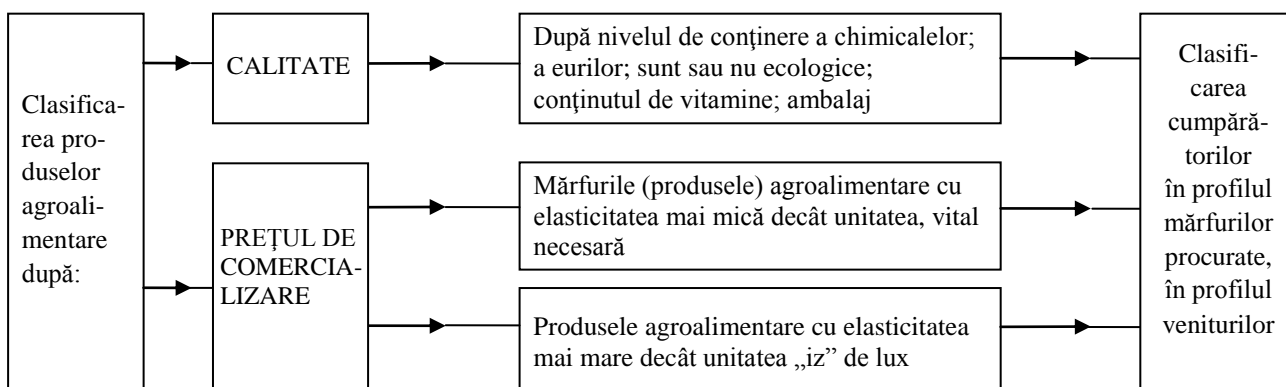 Clasifica-
rea pro-
duselor
agroali-
mentare
după:
CALITATE
După nivelul de conţinere a chimicalelor;
a eurilor; sunt sau nu ecologice;
conţinutul de vitamine; ambalaj
PREŢUL DE
COMERCIA-
LIZARE
Mărfurile (produsele) agroalimentare cu
elasticitatea mai mică decât unitatea, vital
necesară
Produsele agroalimentare cu elasticitatea
mai mare decât unitatea „iz” de lux
Clasifi-
carea
cumpără-
torilor
în profilul
mărfurilor
procurate,
în profilul
veniturilor